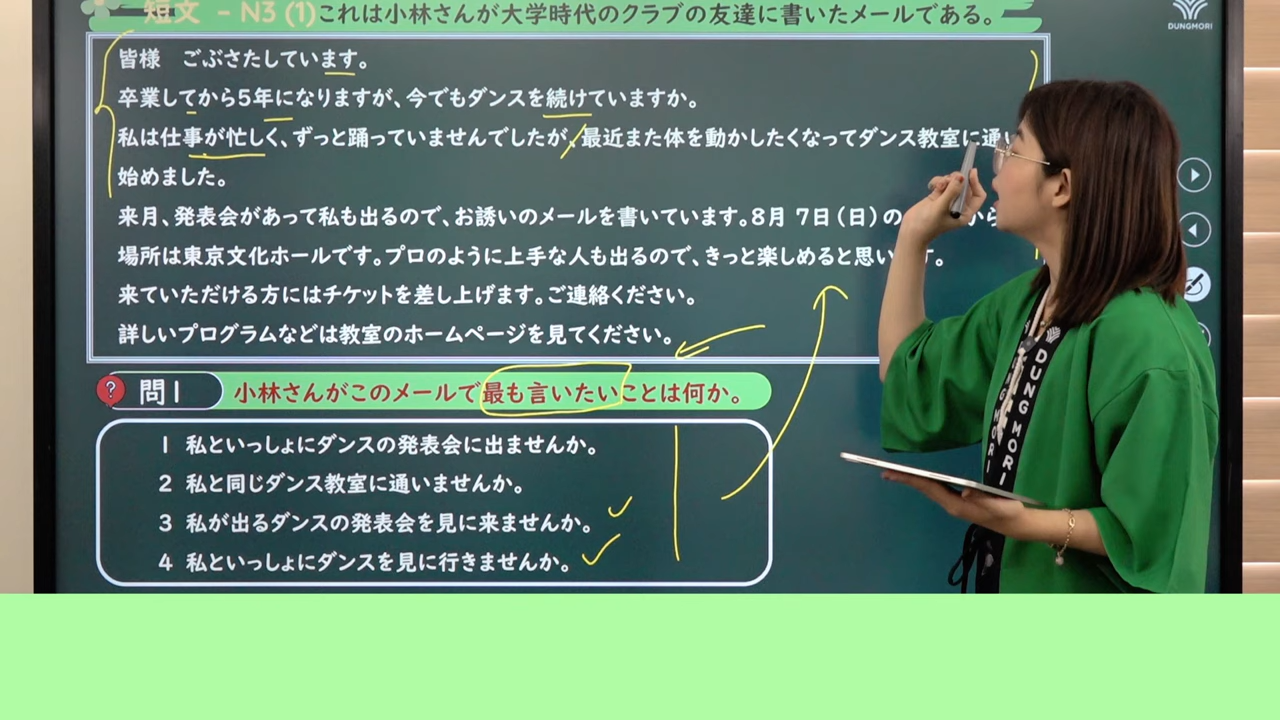 短文 - N3 (1) これは小林さんが大学時代のクラブの友達に書いたメールである。
DUNGMORI
皆様 ごぶさたしています。
卒業してから5年になりますが、今でもダンスを続けていますか。
私は仕事が忙しく、ずっと踊っていませんでしたが、最近また体を動かしたくなってダンス教室に通い
始めました。
来月、発表会があって私も出るので、お誘いのメールを書いています。8月 7日(日)の から
場所は東京文化ホールです。プロのように上手な人も出るので、きっと楽しめると思います。
来ていただける方にはチケットを差し上げます。ご連絡ください。
詳しいプログラムなどは教室のホームページを見てください。
? 問1 小林さんがこのメールで最も言いたいことは何か。
1 私といっしょにダンスの発表会に出ませんか。
2 私と同じダンス教室に通いませんか。
3 私が出るダンスの発表会を見に来ませんか。
4 私といっしょにダンスを見に行きませんか。
DUNGMORI
MORI